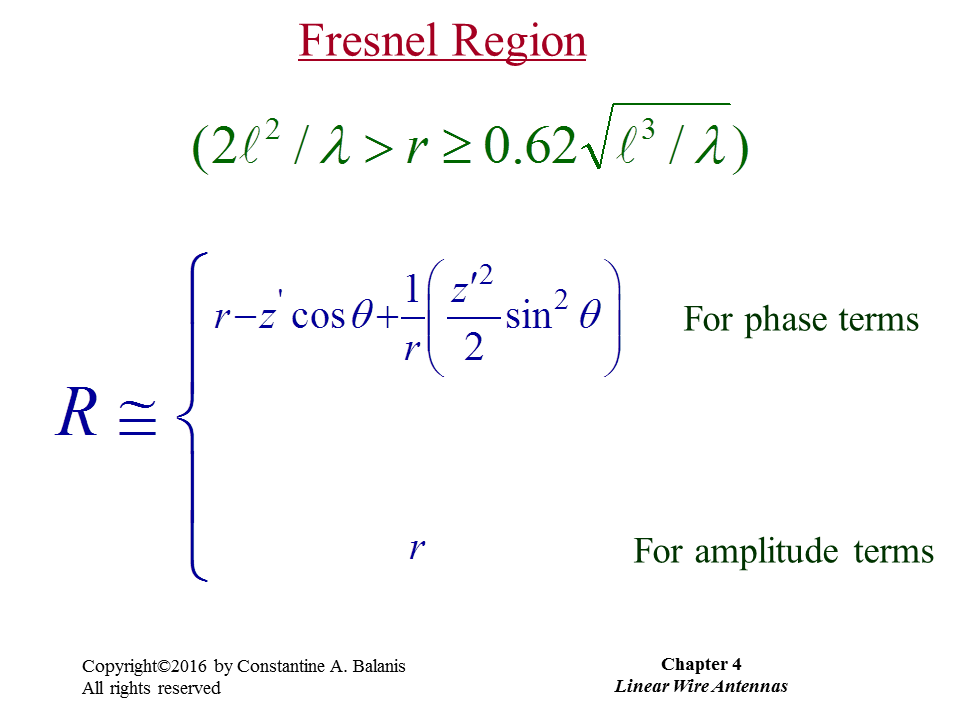 Fresnel Region
(2ℓ² / λ > r ≥ 0.62√ℓ³ / λ)
R ≅ { r − z' cos θ + 1/r (z′²/2 sin² θ) For phase terms
r For amplitude terms
Copyright©2016 by Constantine A. Balanis
All rights reserved
Chapter 4
Linear Wire Antennas